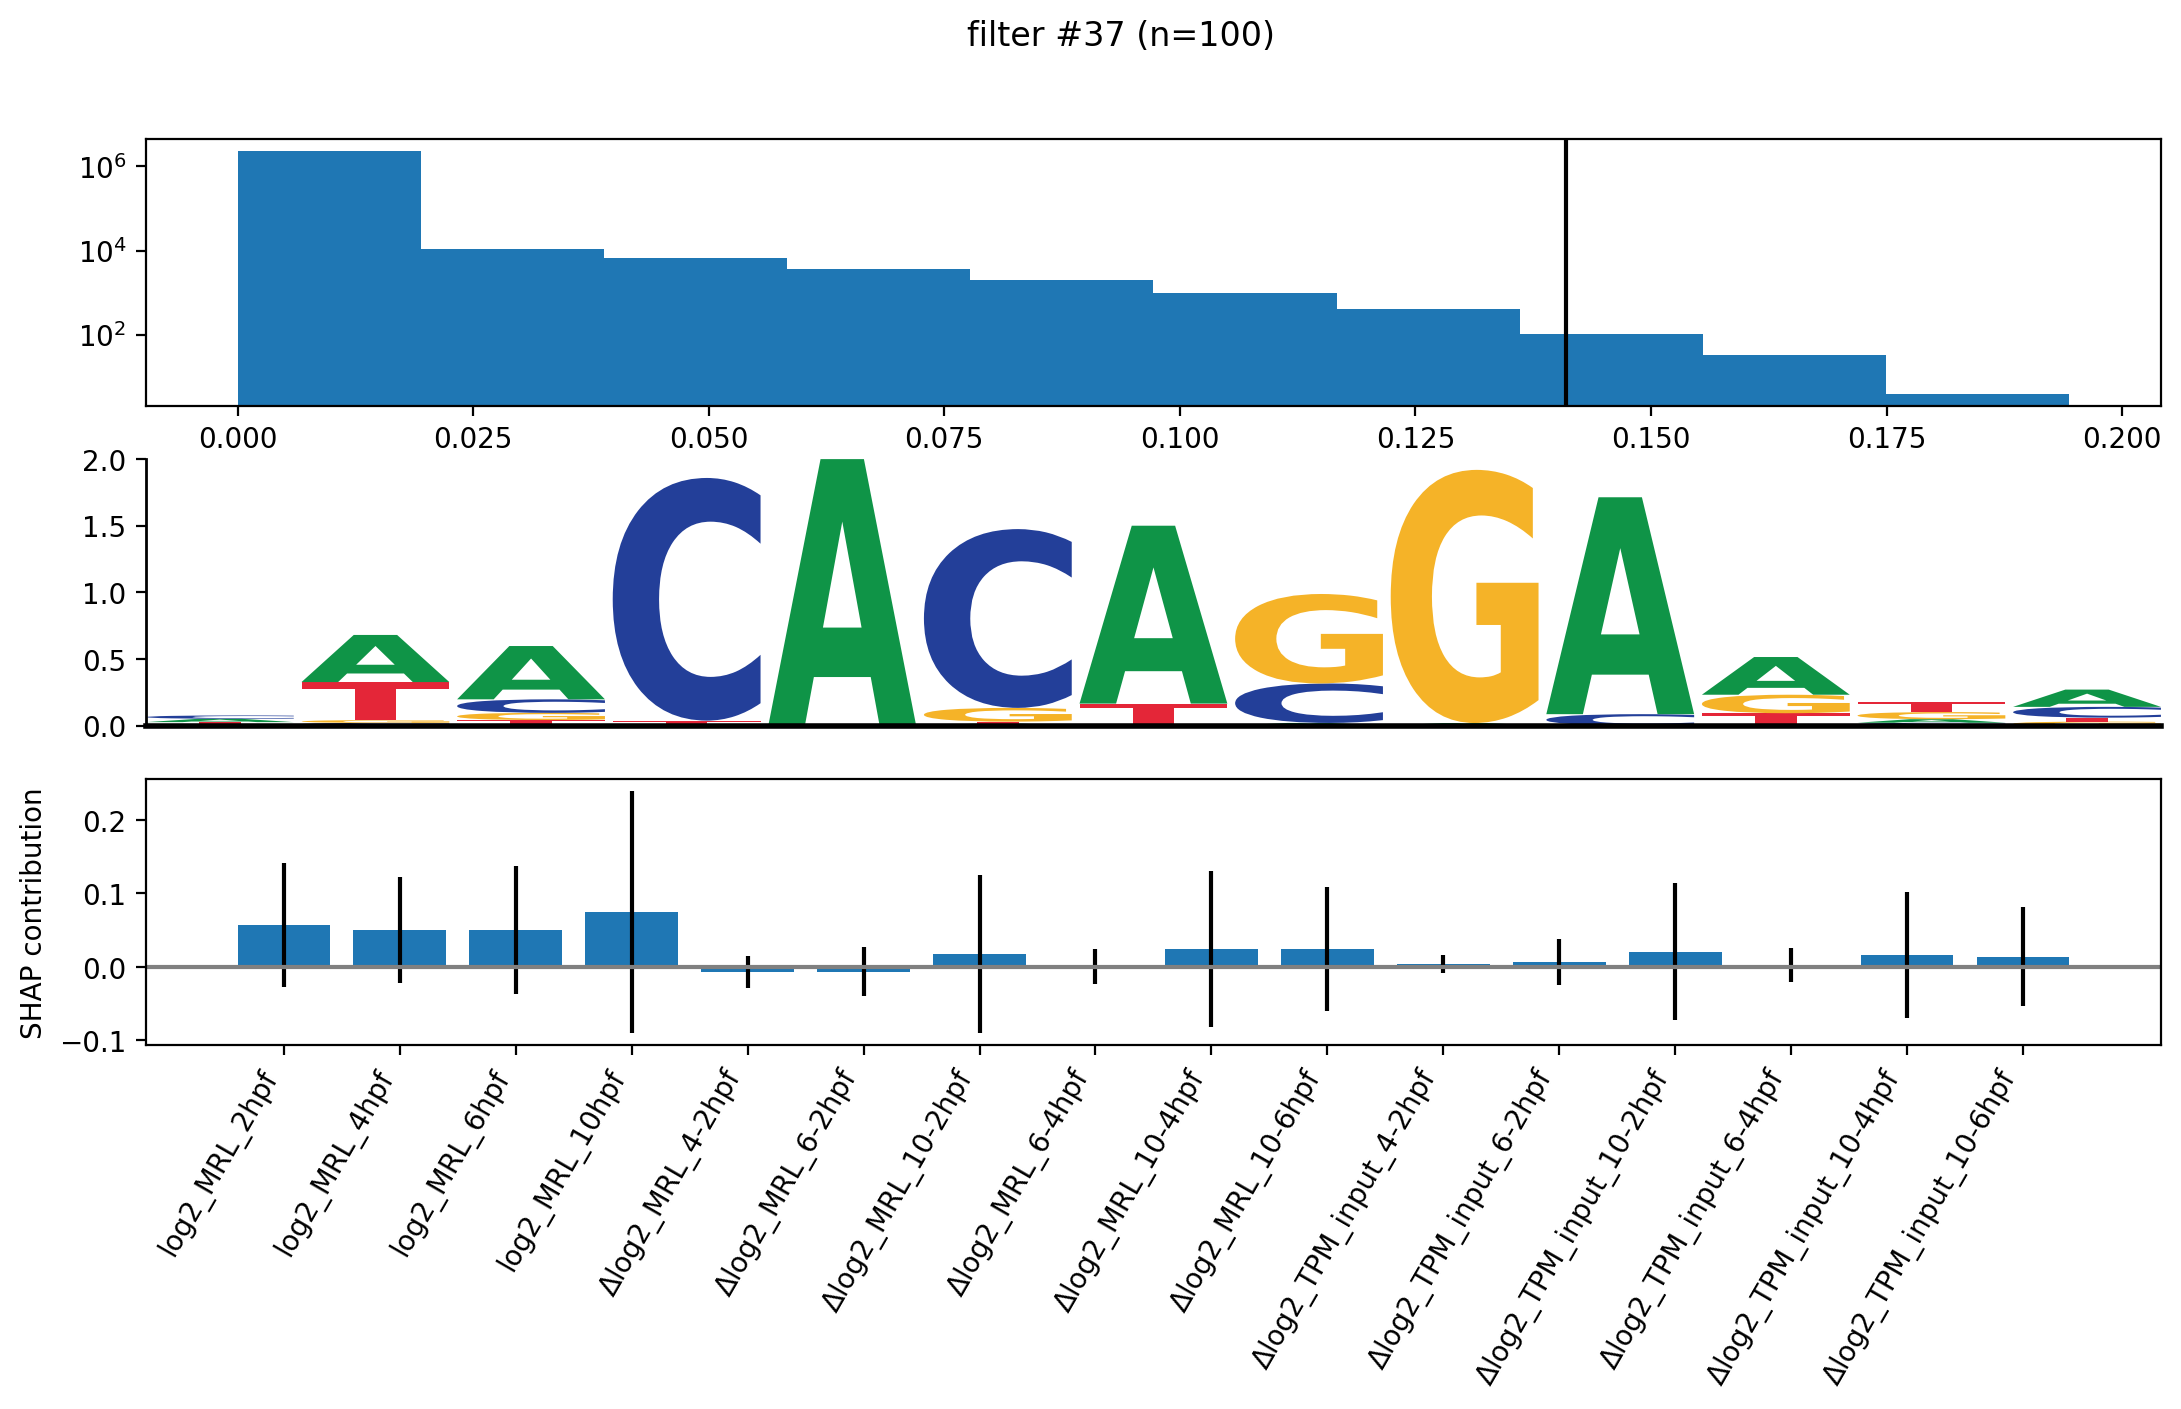 filter #37 (n=100)
10^6
10^4
10^2
0.000 0.025 0.050 0.075 0.100 0.125 0.150 0.175 0.200
2.0
1.5
1.0
0.5
0.0
CACAGGA
SHAP contribution
0.2
0.1
0.0
−0.1
log2_MRL_2hpf
log2_MRL_4hpf
log2_MRL_6hpf
log2_MRL_10hpf
Δlog2_MRL_4-2hpf
Δlog2_MRL_6-2hpf
Δlog2_MRL_10-2hpf
Δlog2_MRL_6-4hpf
Δlog2_MRL_10-4hpf
Δlog2_MRL_10-6hpf
Δlog2_TPM_input_4-2hpf
Δlog2_TPM_input_6-2hpf
Δlog2_TPM_input_10-2hpf
Δlog2_TPM_input_6-4hpf
Δlog2_TPM_input_10-4hpf
Δlog2_TPM_input_10-6hpf